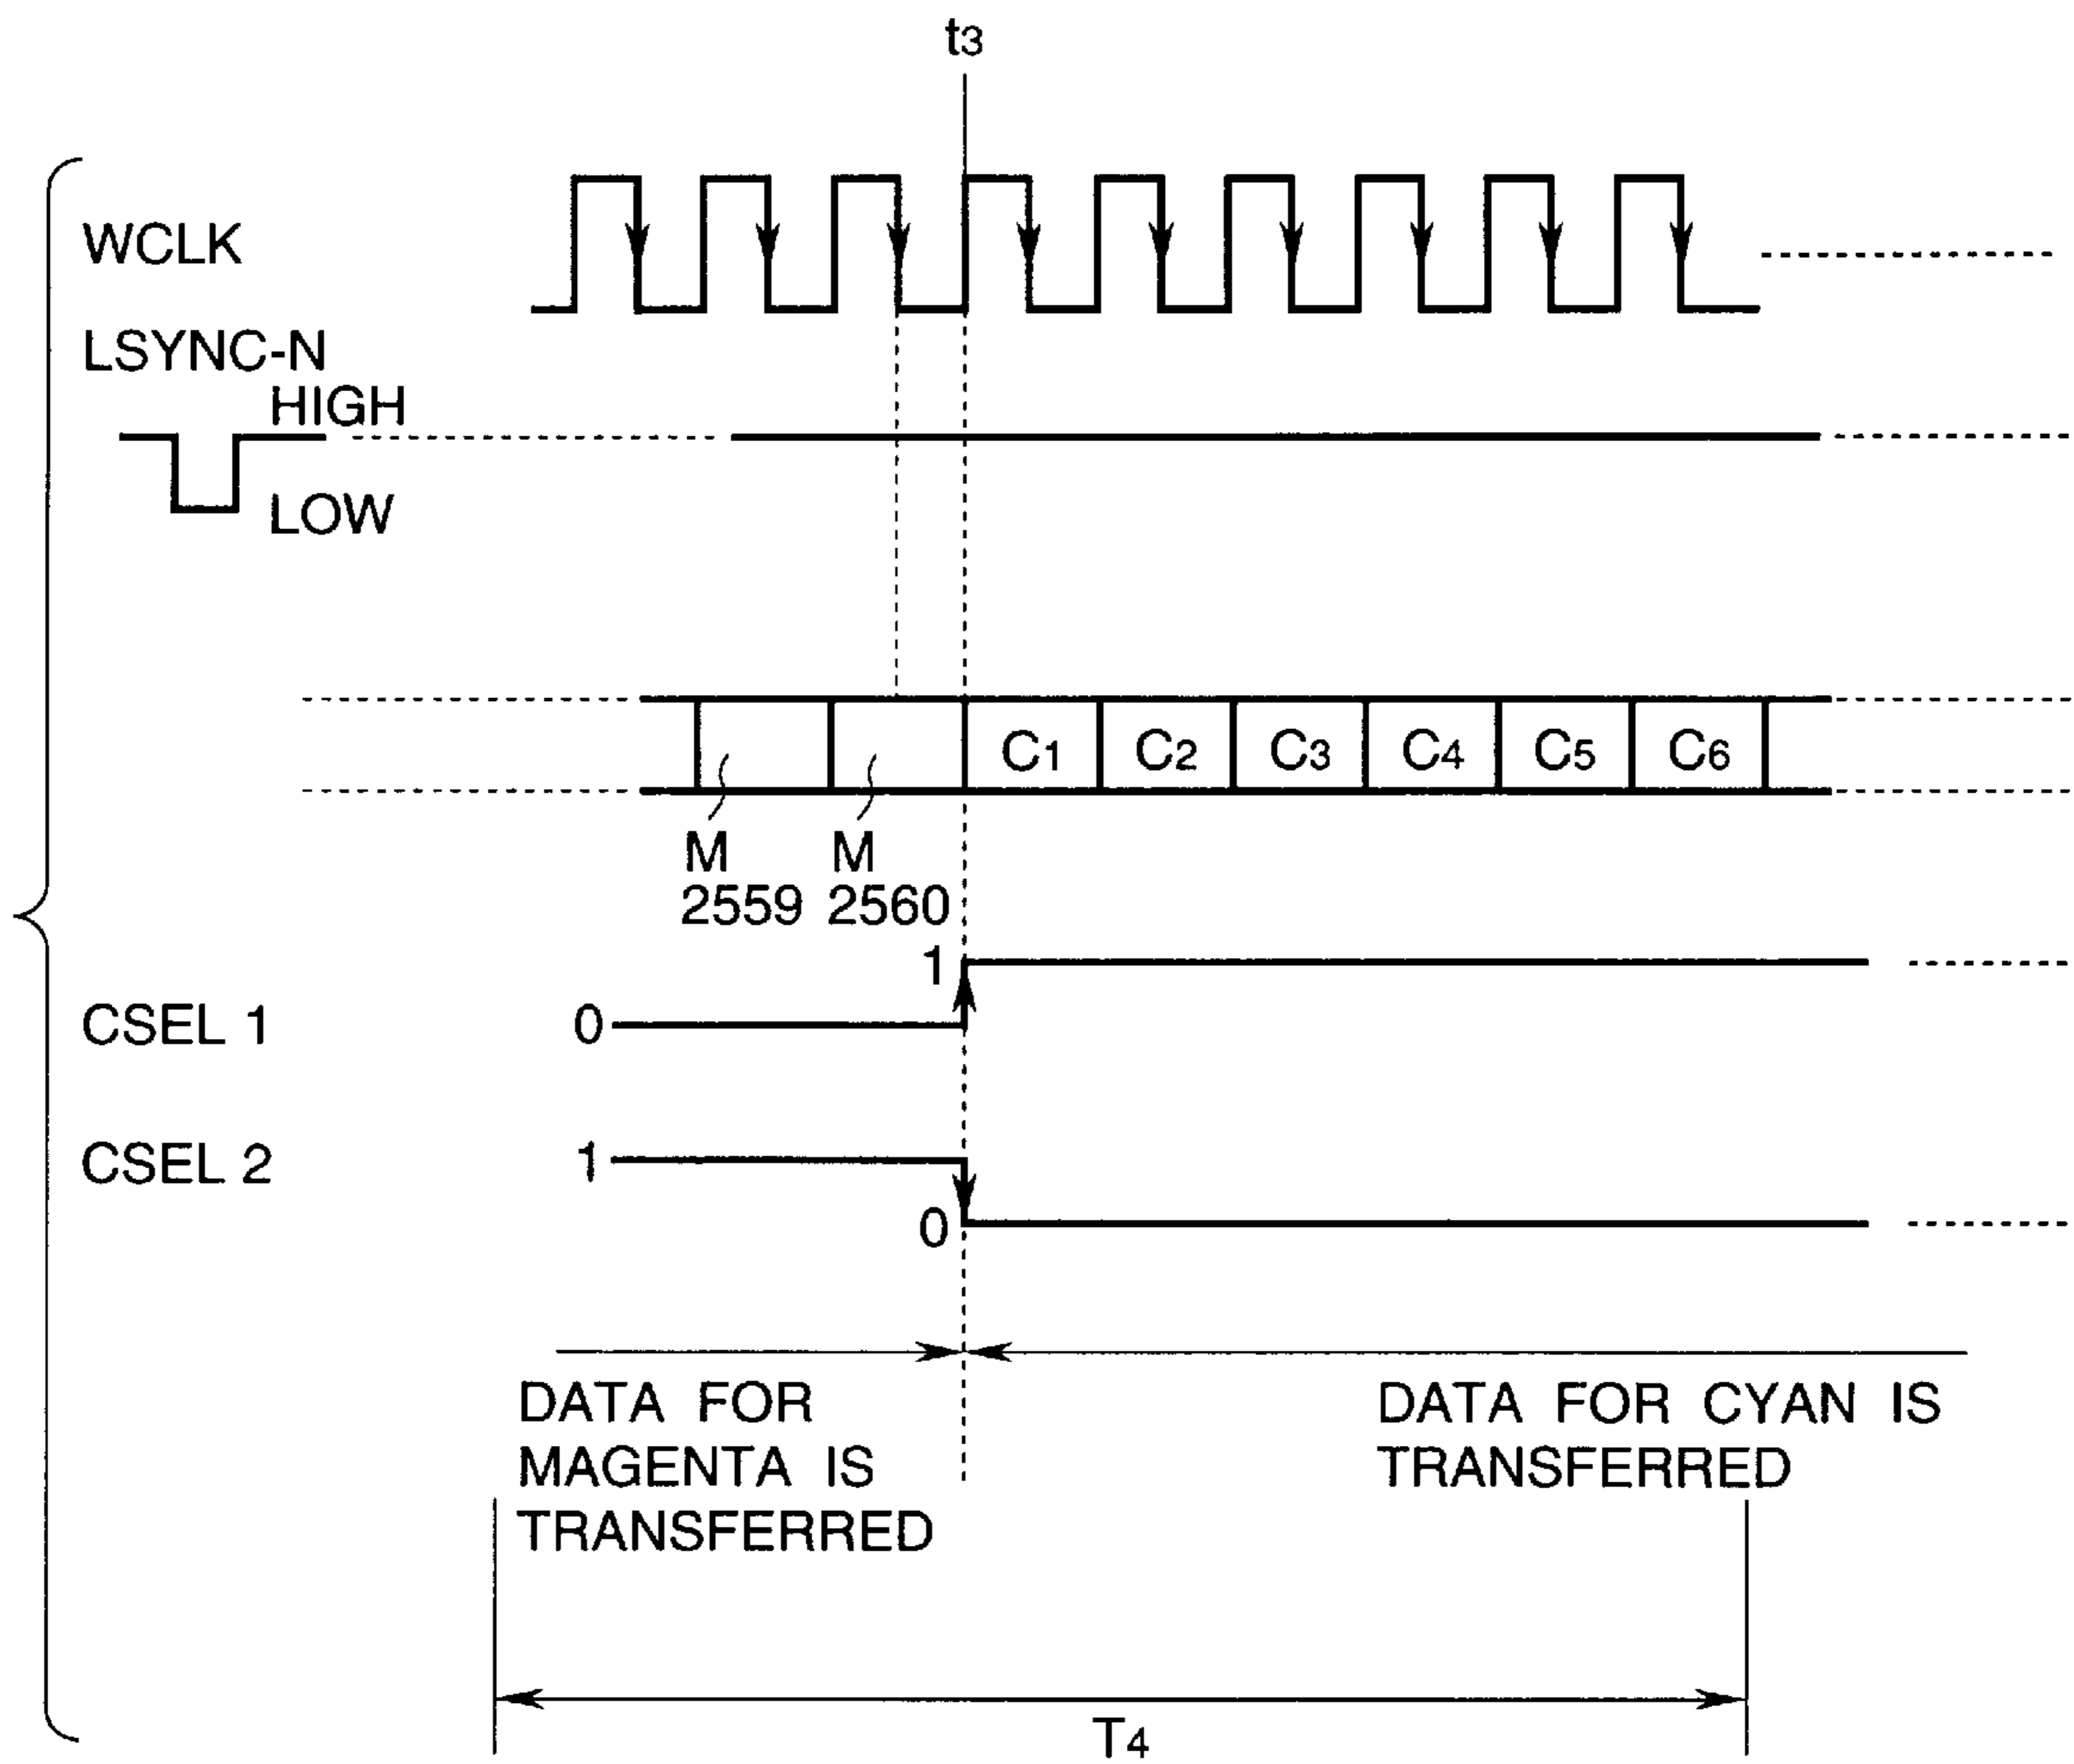 t3
WCLK
LSYNC-N
HIGH
LOW
C1 C2 C3 C4 C5 C6
M M
2559 2560
1
CSEL 1 0
CSEL 2 1
0
DATA FOR
MAGENTA IS
TRANSFERRED
DATA FOR CYAN IS
TRANSFERRED
T4